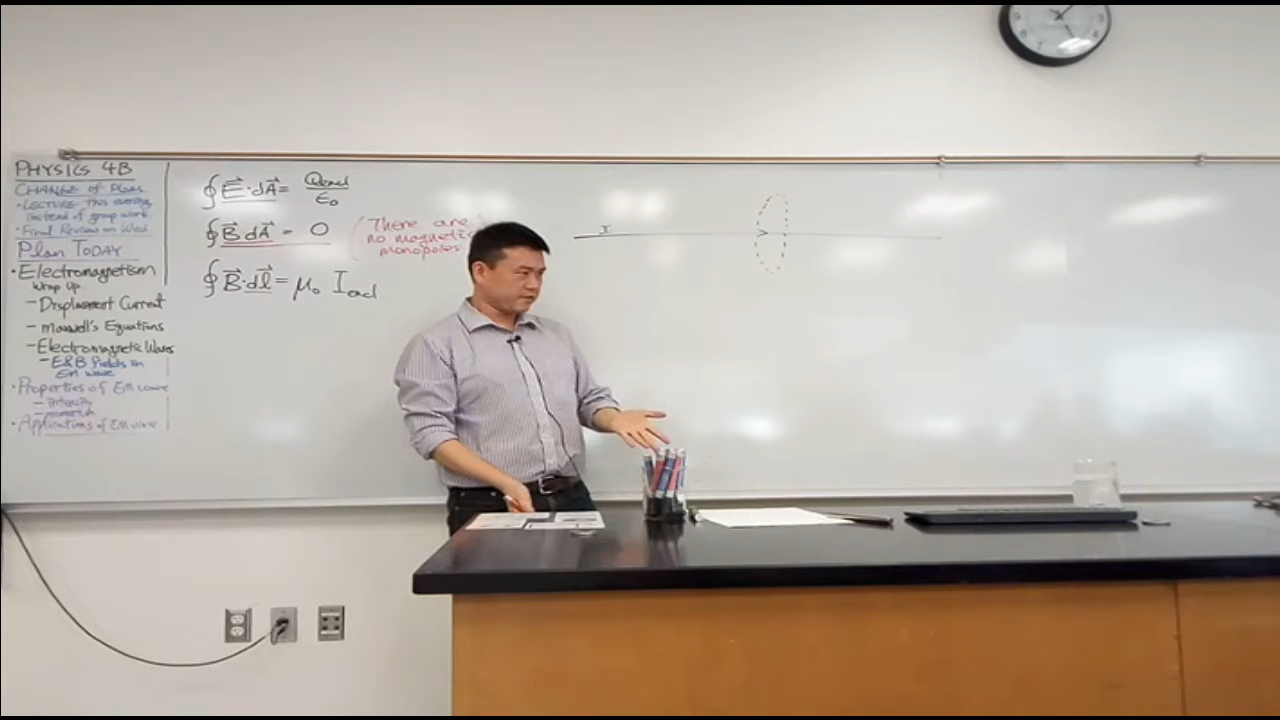 PHYSICS 4B
CHANGE of Plans
• LECTURE this evening
instead of group work
• Final Review on Wed.
Plan TODAY
• Electromagnetism
Wrap Up
- Displacement Current
- Maxwell's Equations
- Electromagnetic Waves
- E&B fields in
EM wave
• Properties of EM wave
- intensity
- momentum
• Applications of EM wave
∮ E⃗·dA⃗ = Qencl / ε₀
∮ B⃗·dA⃗ = 0
(There are
no magnetic
monopoles
∮ B⃗·dl⃗ = μ₀ Iencl
I